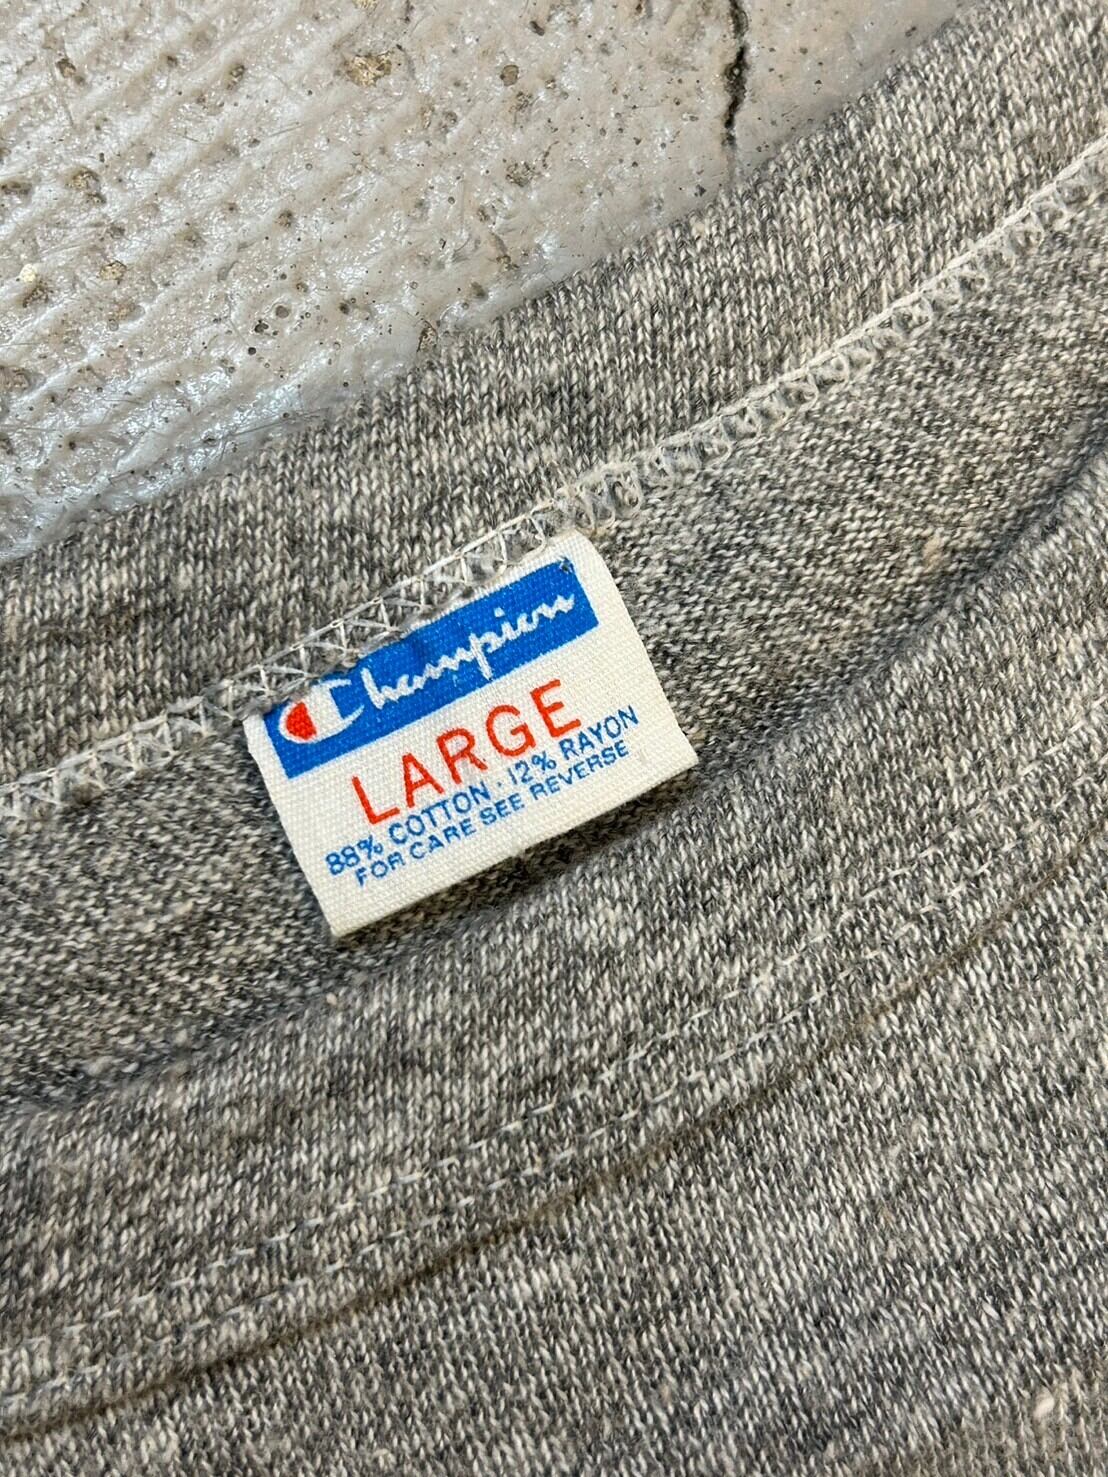 Champion
LARGE
88% COTTON · 12% RAYON
FOR CARE SEE REVERSE